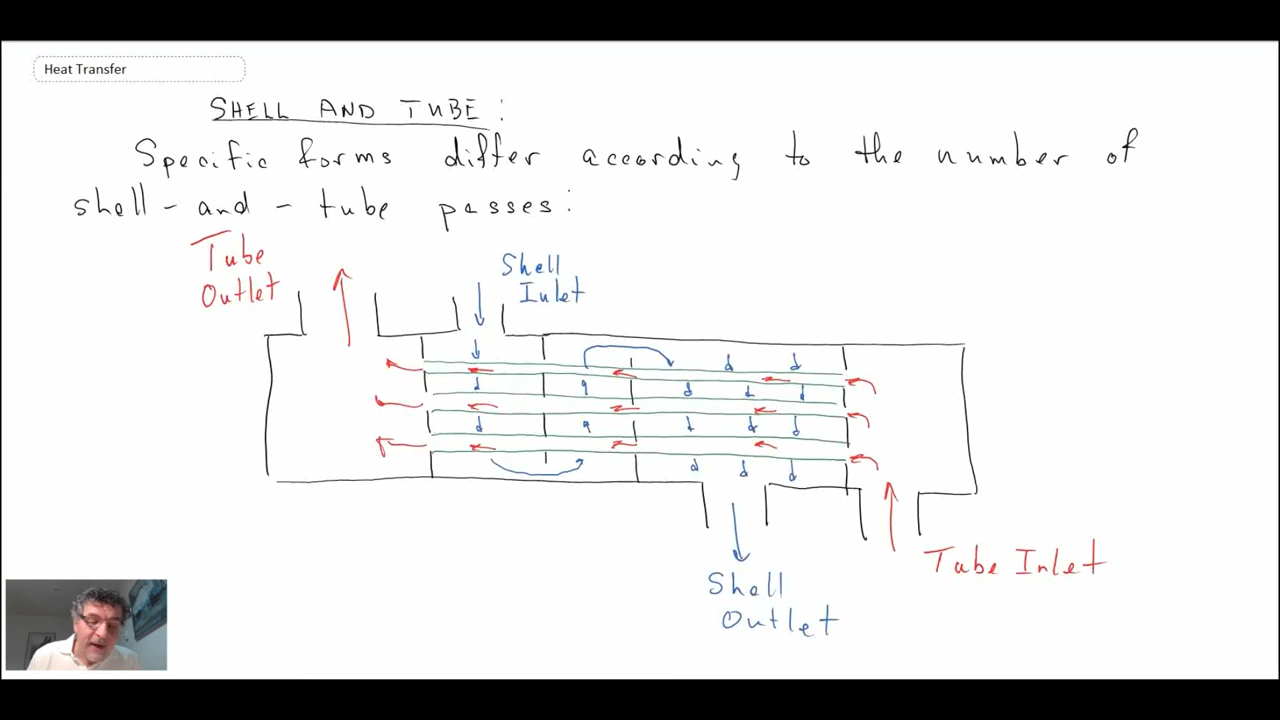 Heat Transfer
SHELL AND TUBE:
Specific forms differ according to the number of
shell-and-tube passes:
Tube
Outlet
Shell
Inlet
Tube Inlet
Shell
Outlet